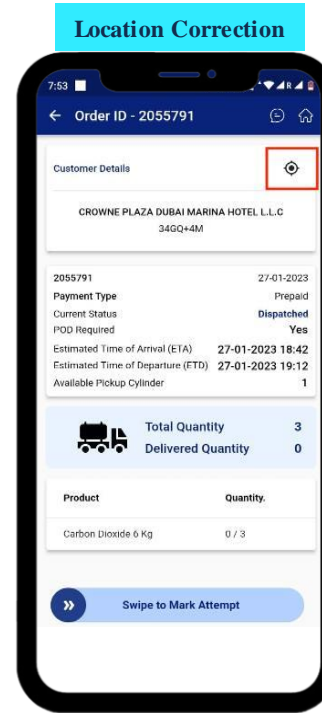 Location Correction
7:53
Order ID - 2055791
Customer Details
CROWNE PLAZA DUBAI MARINA HOTEL L.L.C
34GQ+4M
2055791 27-01-2023
Payment Type Prepaid
Current Status Dispatched
POD Required Yes
Estimated Time of Arrival (ETA) 27-01-2023 18:42
Estimated Time of Departure (ETD) 27-01-2023 19:12
Available Pickup Cylinder 1
Total Quantity 3
Delivered Quantity 0
Product Quantity.
Carbon Dioxide 6 Kg 0 / 3
Swipe to Mark Attempt